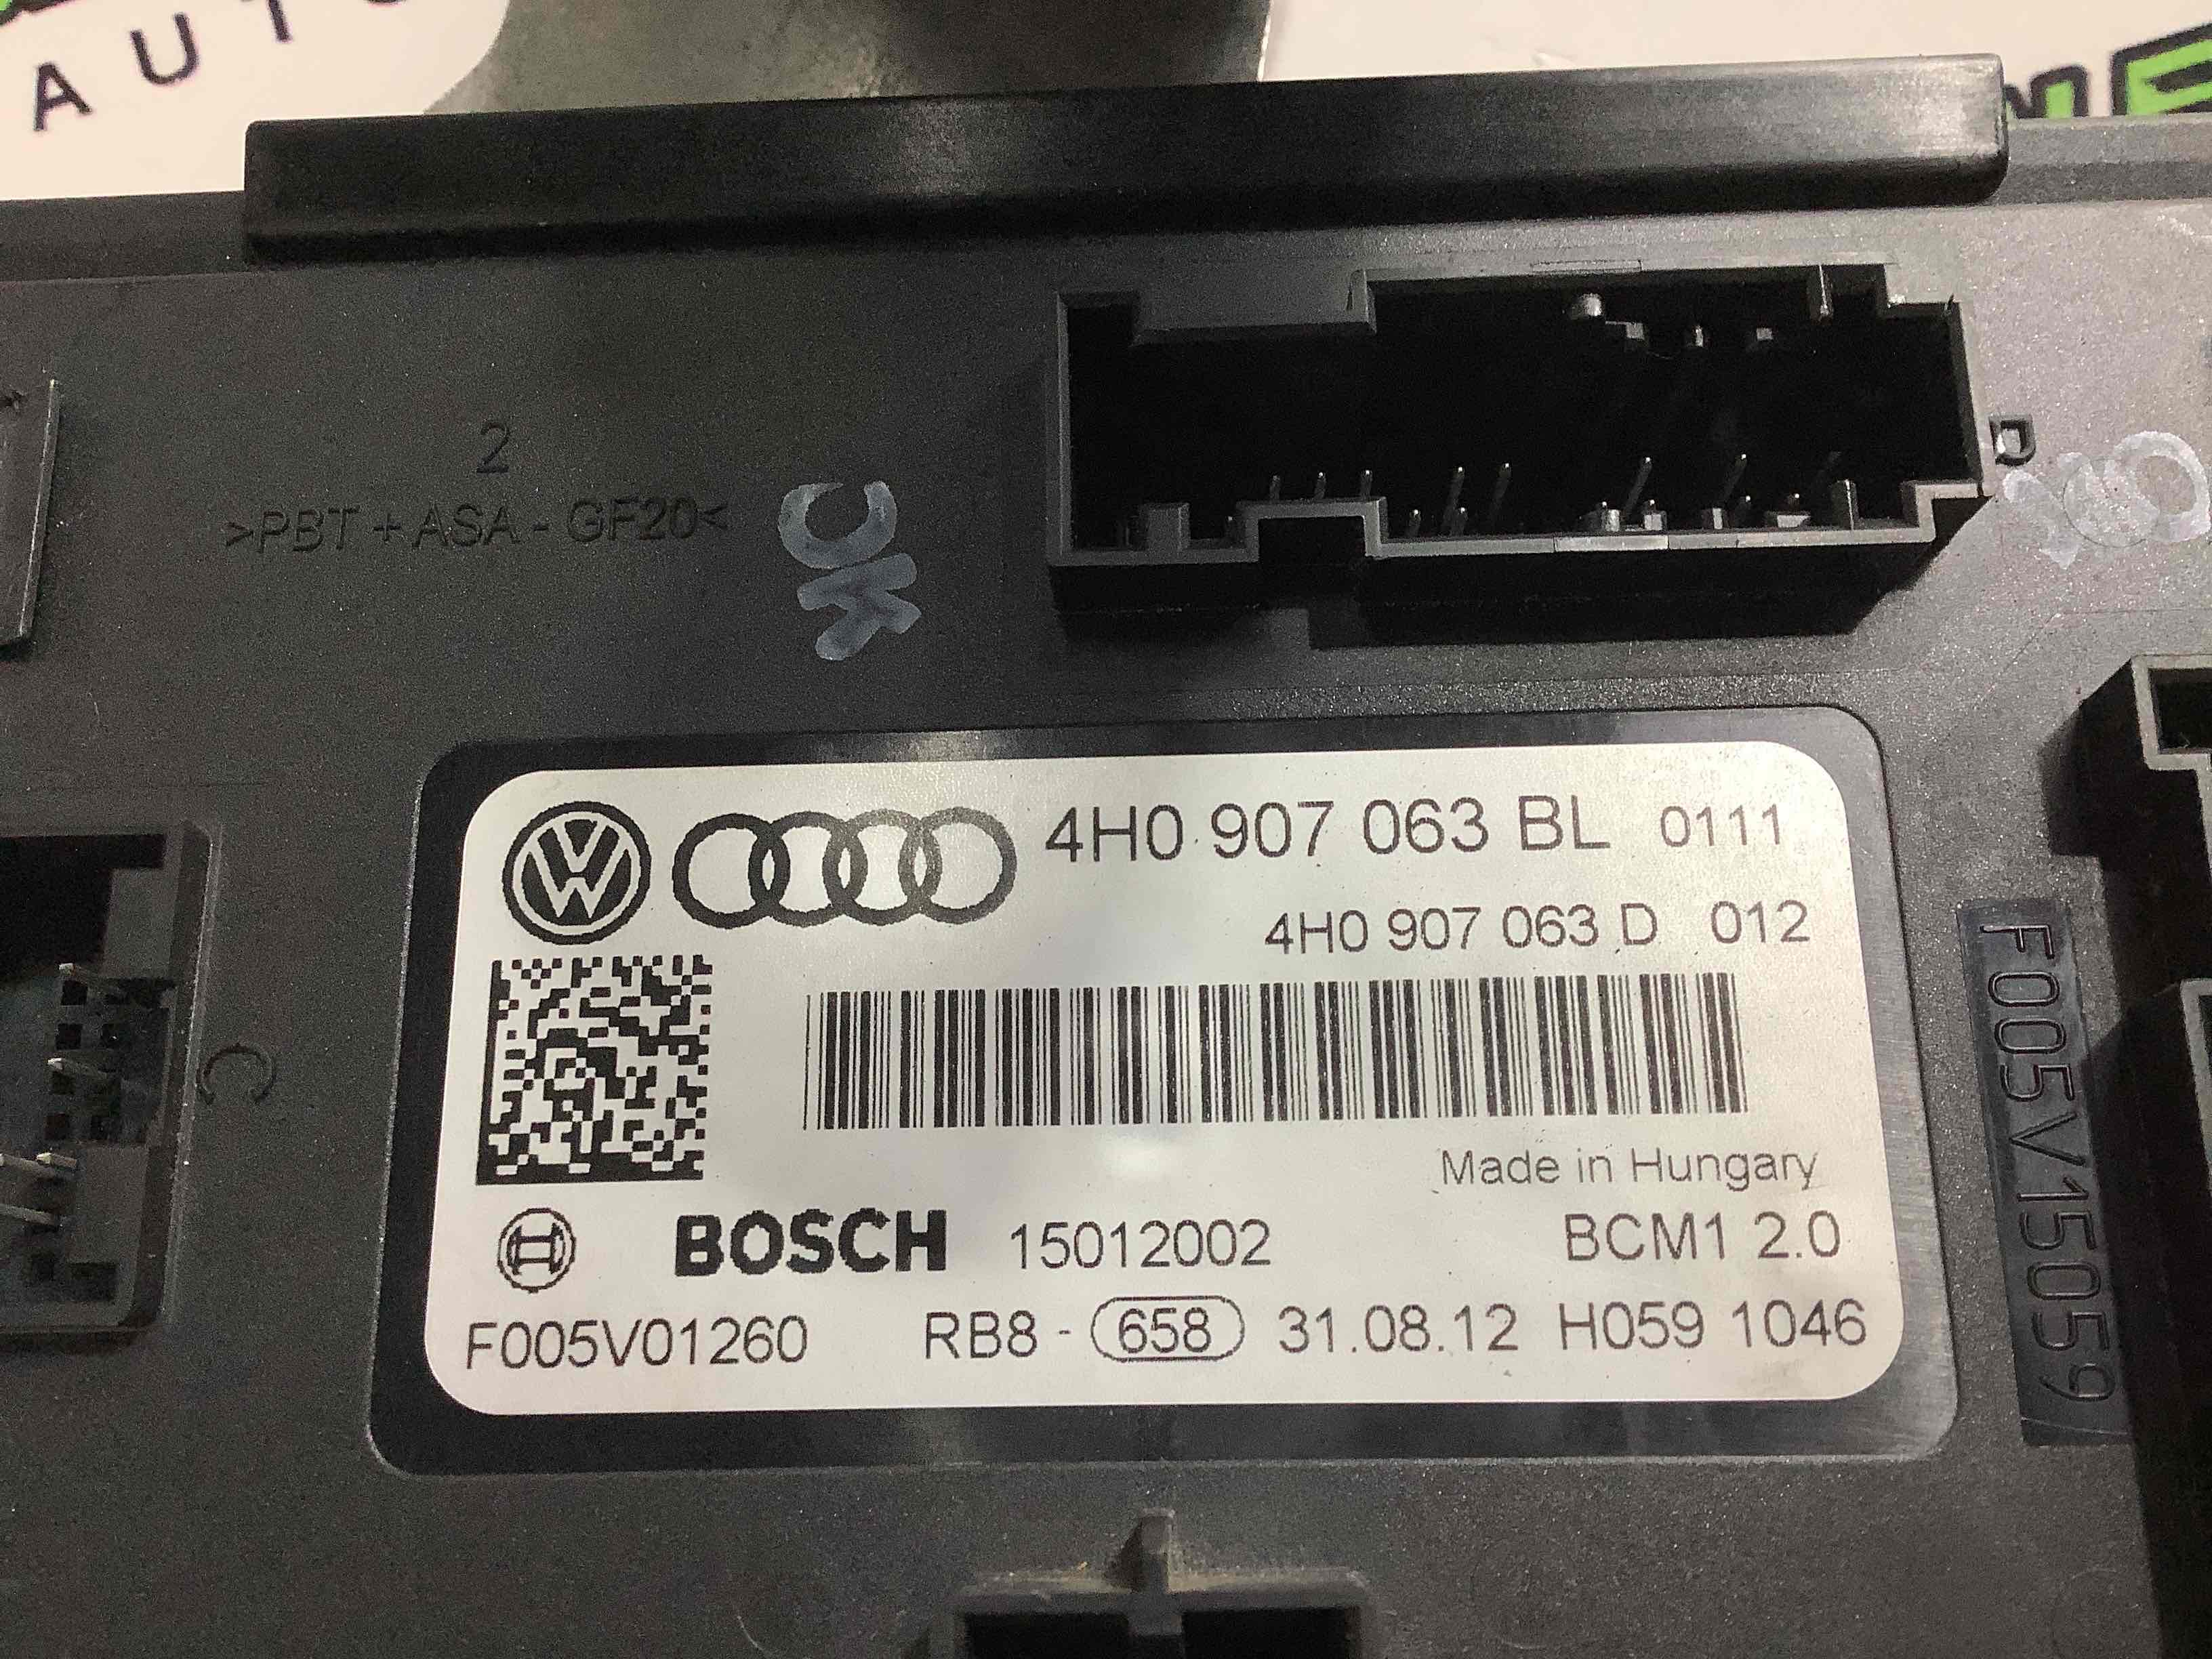 AUTO
2
>PBT + ASA - GF20<
D
C
4H0 907 063 BL 0111
4H0 907 063 D 012
Made in Hungary
BOSCH 15012002 BCM1 2.0
F005V01260 RB8 - 658 31.08.12 H059 1046
F005V15059